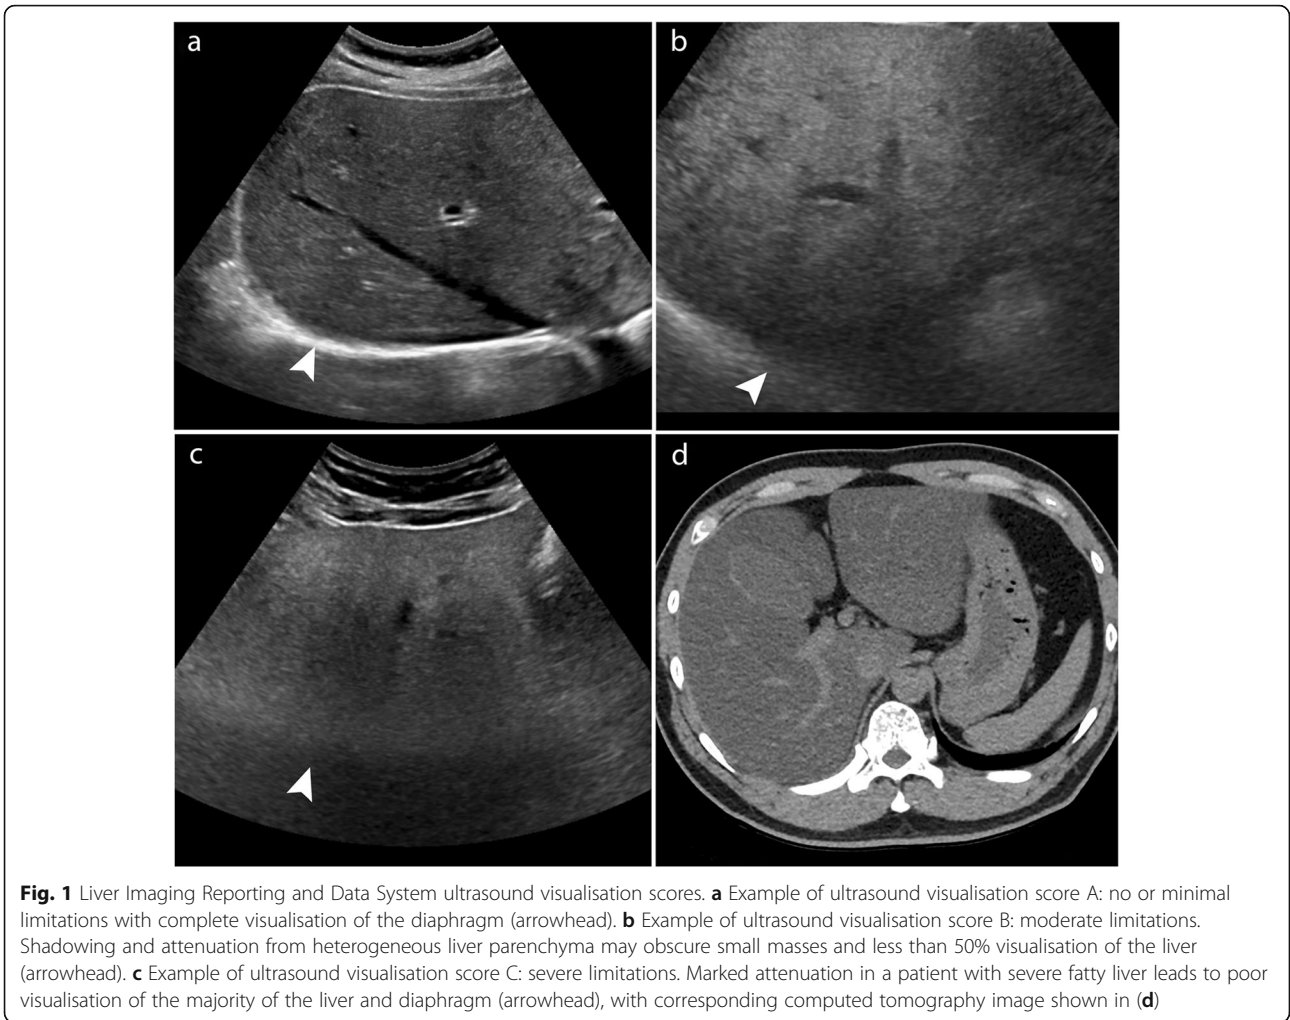 a
b
c
d
Fig. 1 Liver Imaging Reporting and Data System ultrasound visualisation scores. a Example of ultrasound visualisation score A: no or minimal
limitations with complete visualisation of the diaphragm (arrowhead). b Example of ultrasound visualisation score B: moderate limitations.
Shadowing and attenuation from heterogeneous liver parenchyma may obscure small masses and less than 50% visualisation of the liver
(arrowhead). c Example of ultrasound visualisation score C: severe limitations. Marked attenuation in a patient with severe fatty liver leads to poor
visualisation of the majority of the liver and diaphragm (arrowhead), with corresponding computed tomography image shown in (d)